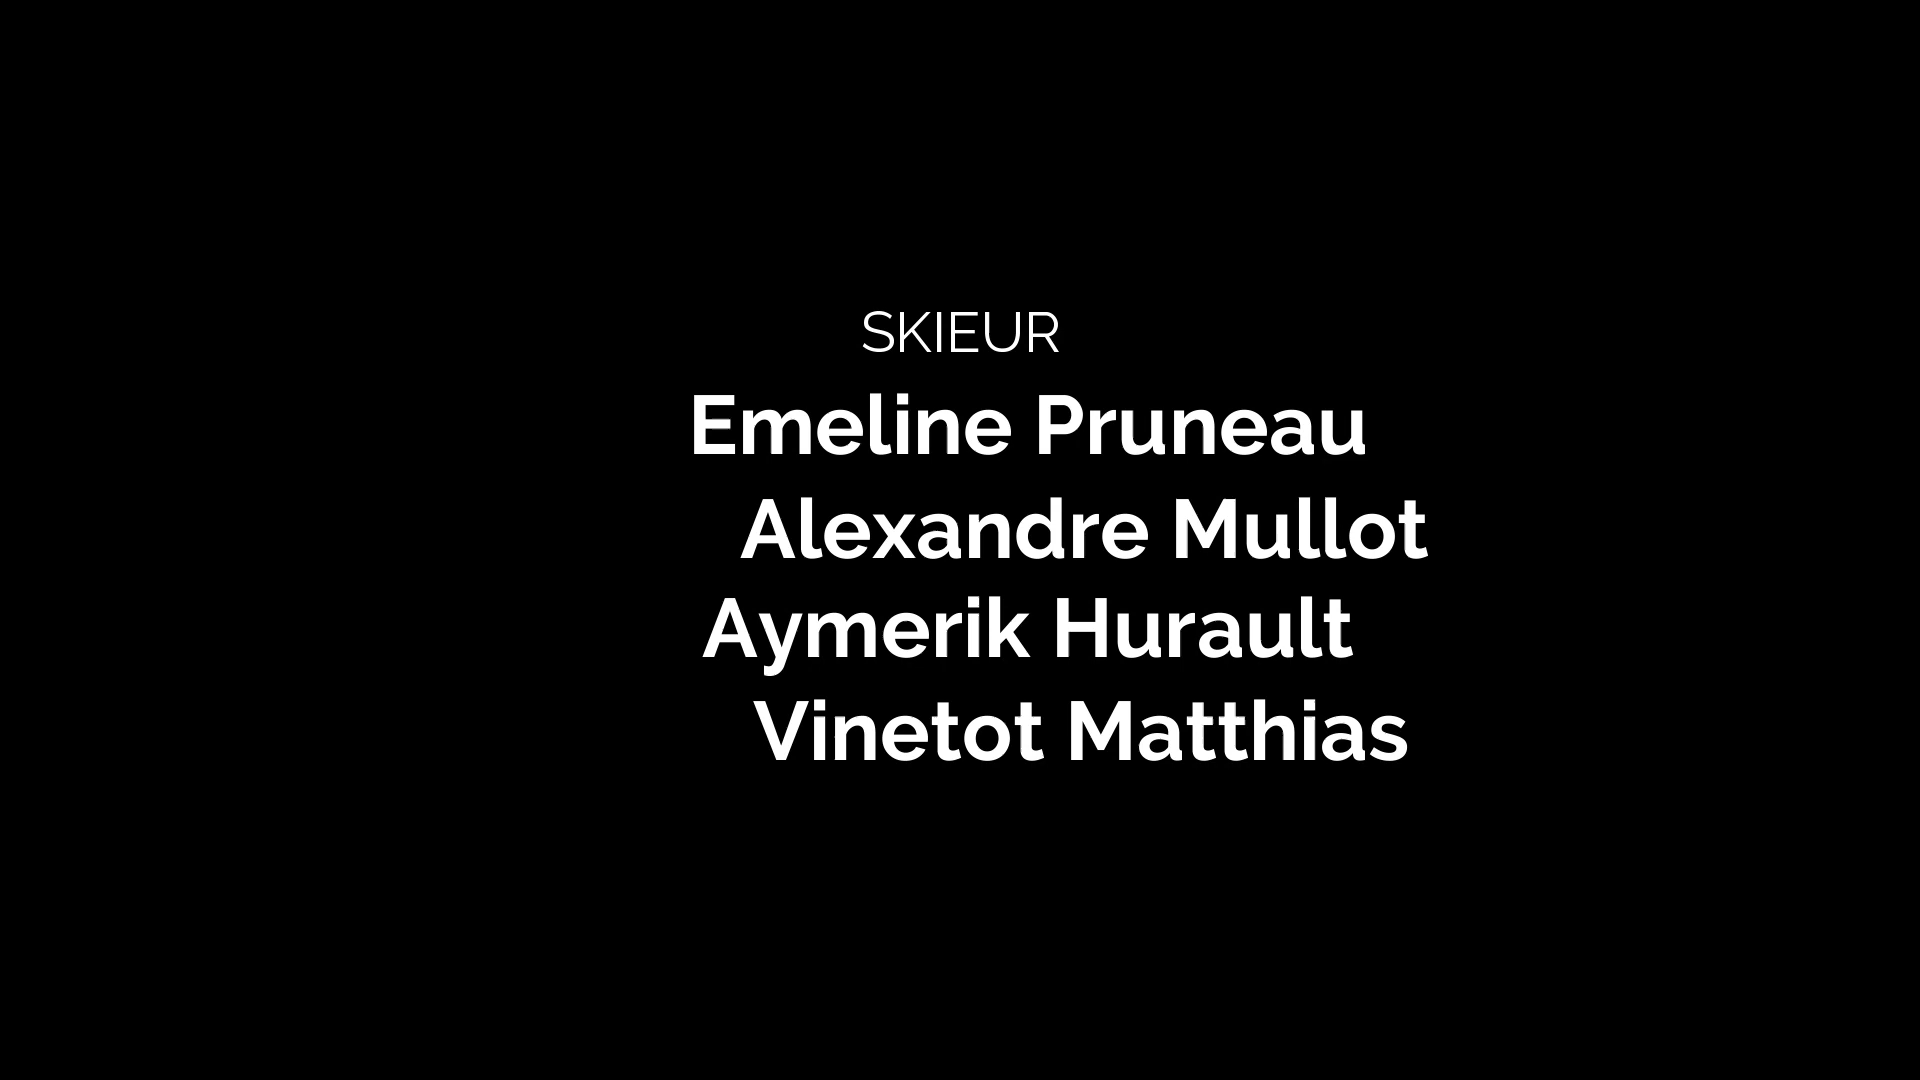 SKIEUR
Emeline Pruneau
Alexandre Mullot
Aymerik Hurault
Vinetot Matthias